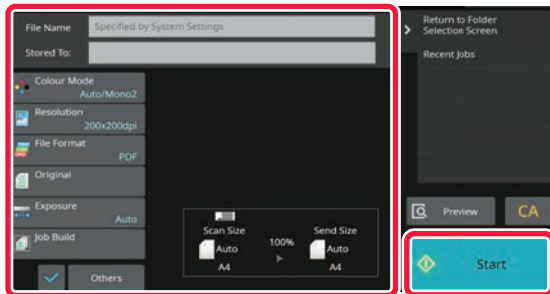 File Name
Specified by System Settings
Stored To:
Colour Mode
Auto/Mono2
Resolution
200x200dpi
File Format
PDF
Original
Exposure
Auto
Job Build
Others
Scan Size
Auto
A4
100%
Send Size
Auto
A4
Return to Folder
Selection Screen
Recent Jobs
Preview
CA
Start